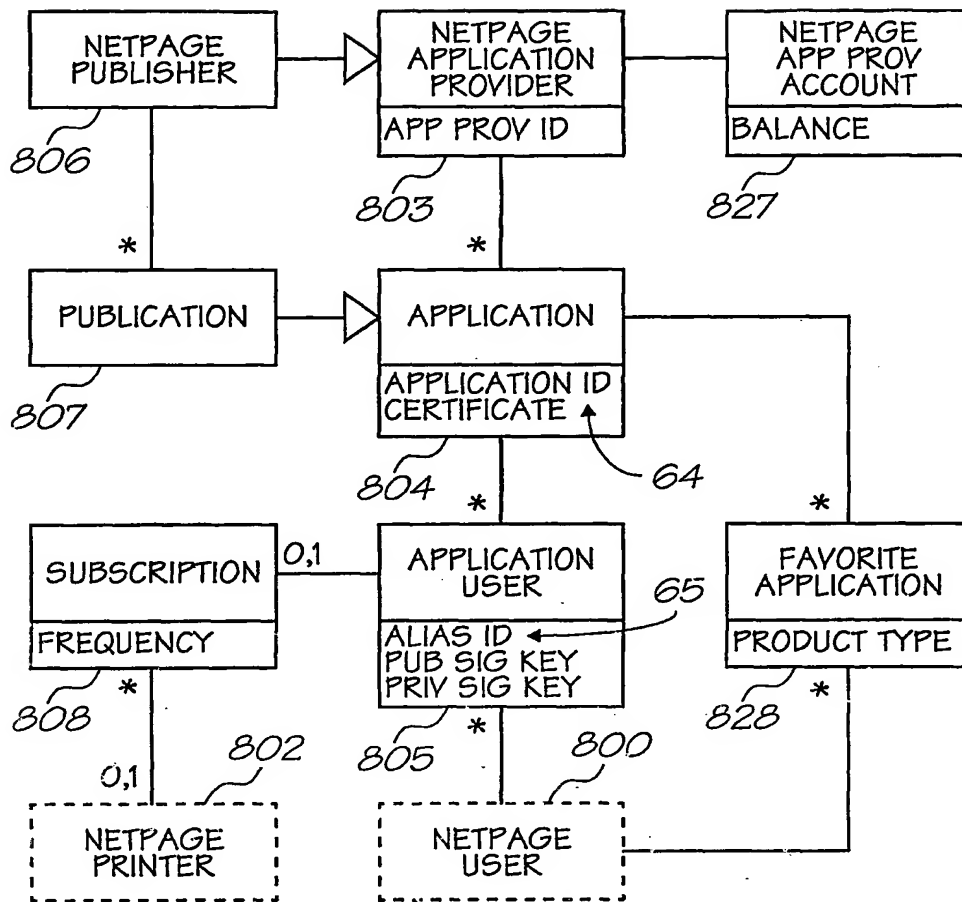 NETPAGE
PUBLISHER
806
NETPAGE
APPLICATION
PROVIDER
APP PROV ID
803
NETPAGE
APP PROV
ACCOUNT
BALANCE
827
*
*
PUBLICATION
807
APPLICATION
APPLICATION ID
CERTIFICATE
804
64
*
*
SUBSCRIPTION
FREQUENCY
808
0,1
APPLICATION
USER
ALIAS ID
PUB SIG KEY
PRIV SIG KEY
805
65
FAVORITE
APPLICATION
PRODUCT TYPE
828
*
*
*
0,1
802
NETPAGE
PRINTER
800
NETPAGE
USER